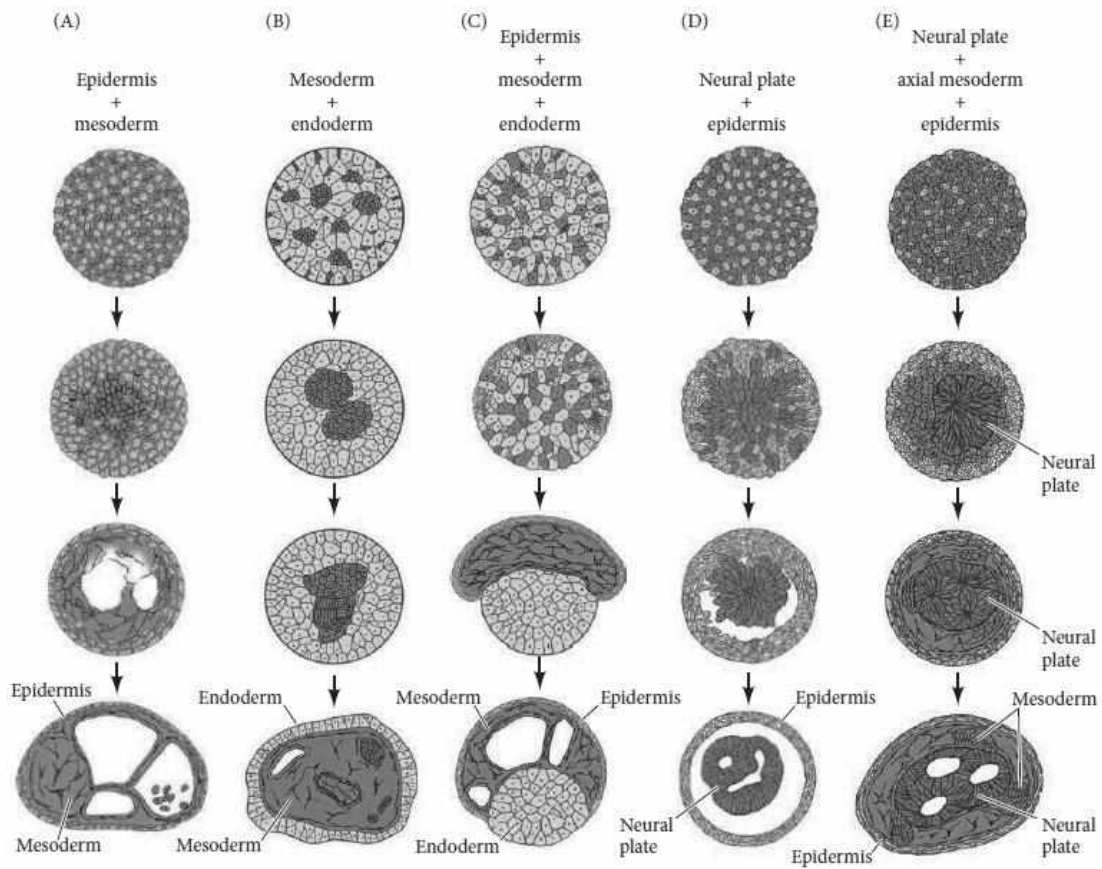 (A)
Epidermis
+
mesoderm
(B)
Mesoderm
+
endoderm
(C)
Epidermis
+
mesoderm
+
endoderm
(D)
Neural plate
+
epidermis
(E)
Neural plate
+
axial mesoderm
+
epidermis
Neural
plate
Neural
plate
Epidermis
Mesoderm
Endoderm
Mesoderm
Mesoderm
Epidermis
Endoderm
Epidermis
Neural
plate
Mesoderm
Neural
plate
Epidermis